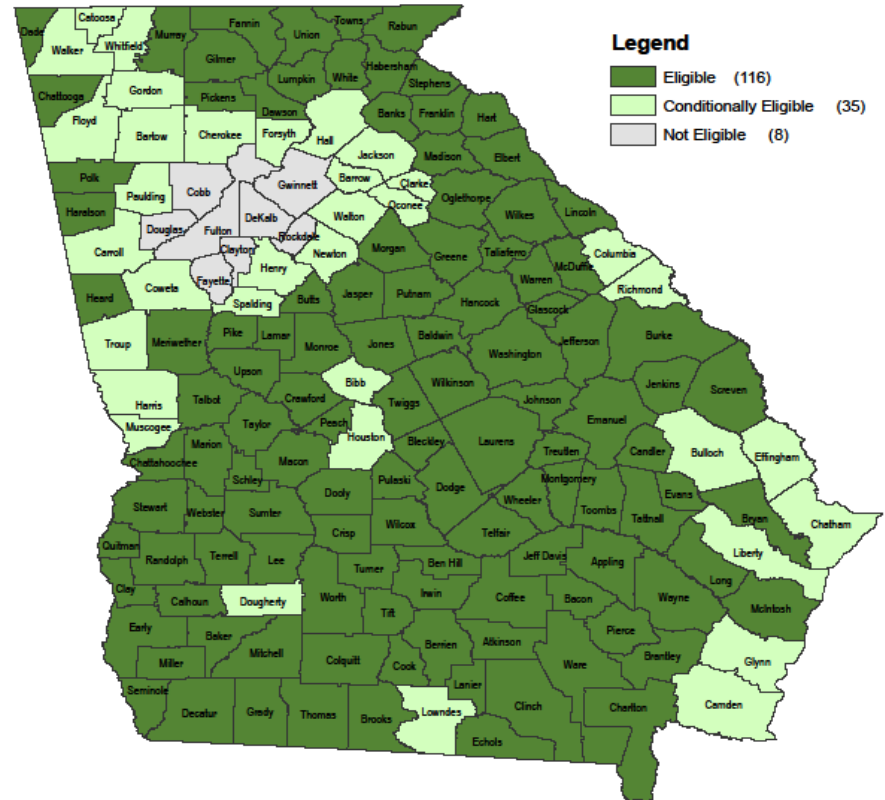 Legend
Eligible (116)
Conditionally Eligible (35)
Not Eligible (8)
Dade
Catoosa
Walker
Whitfield
Murray
Fannin
Union
Towns
Rabun
Gilmer
Lumpkin
White
Habersham
Stephens
Chattooga
Gordon
Pickens
Dawson
Banks
Franklin
Hart
Floyd
Bartow
Cherokee
Forsyth
Hall
Jackson
Madison
Elbert
Polk
Paulding
Cobb
Gwinnett
Barrow
Clarke
Oconee
Oglethorpe
Wilkes
Lincoln
Haralson
Douglas
Fulton
DeKalb
Rockdale
Walton
Morgan
Greene
Taliaferro
McDuffie
Columbia
Carroll
Clayton
Fayette
Henry
Newton
Warren
Richmond
Heard
Coweta
Spalding
Butts
Jasper
Putnam
Hancock
Glascock
Troup
Meriwether
Pike
Lamar
Monroe
Jones
Baldwin
Washington
Jefferson
Burke
Upson
Bibb
Wilkinson
Jenkins
Screven
Harris
Talbot
Crawford
Twiggs
Johnson
Emanuel
Muscogee
Taylor
Peach
Houston
Bleckley
Laurens
Treutlen
Candler
Bulloch
Effingham
Chattahoochee
Marion
Macon
Schley
Pulaski
Dodge
Montgomery
Wheeler
Toombs
Tattnall
Evans
Bryan
Chatham
Stewart
Webster
Sumter
Dooly
Crisp
Wilcox
Telfair
Liberty
Quitman
Randolph
Terrell
Lee
Turner
Ben Hill
Jeff Davis
Appling
Long
Clay
Calhoun
Dougherty
Worth
Tift
Irwin
Coffee
Bacon
Wayne
McIntosh
Early
Baker
Mitchell
Miller
Colquitt
Cook
Berrien
Atkinson
Ware
Pierce
Brantley
Glynn
Seminole
Decatur
Grady
Thomas
Brooks
Lowndes
Lanier
Echols
Clinch
Charlton
Camden